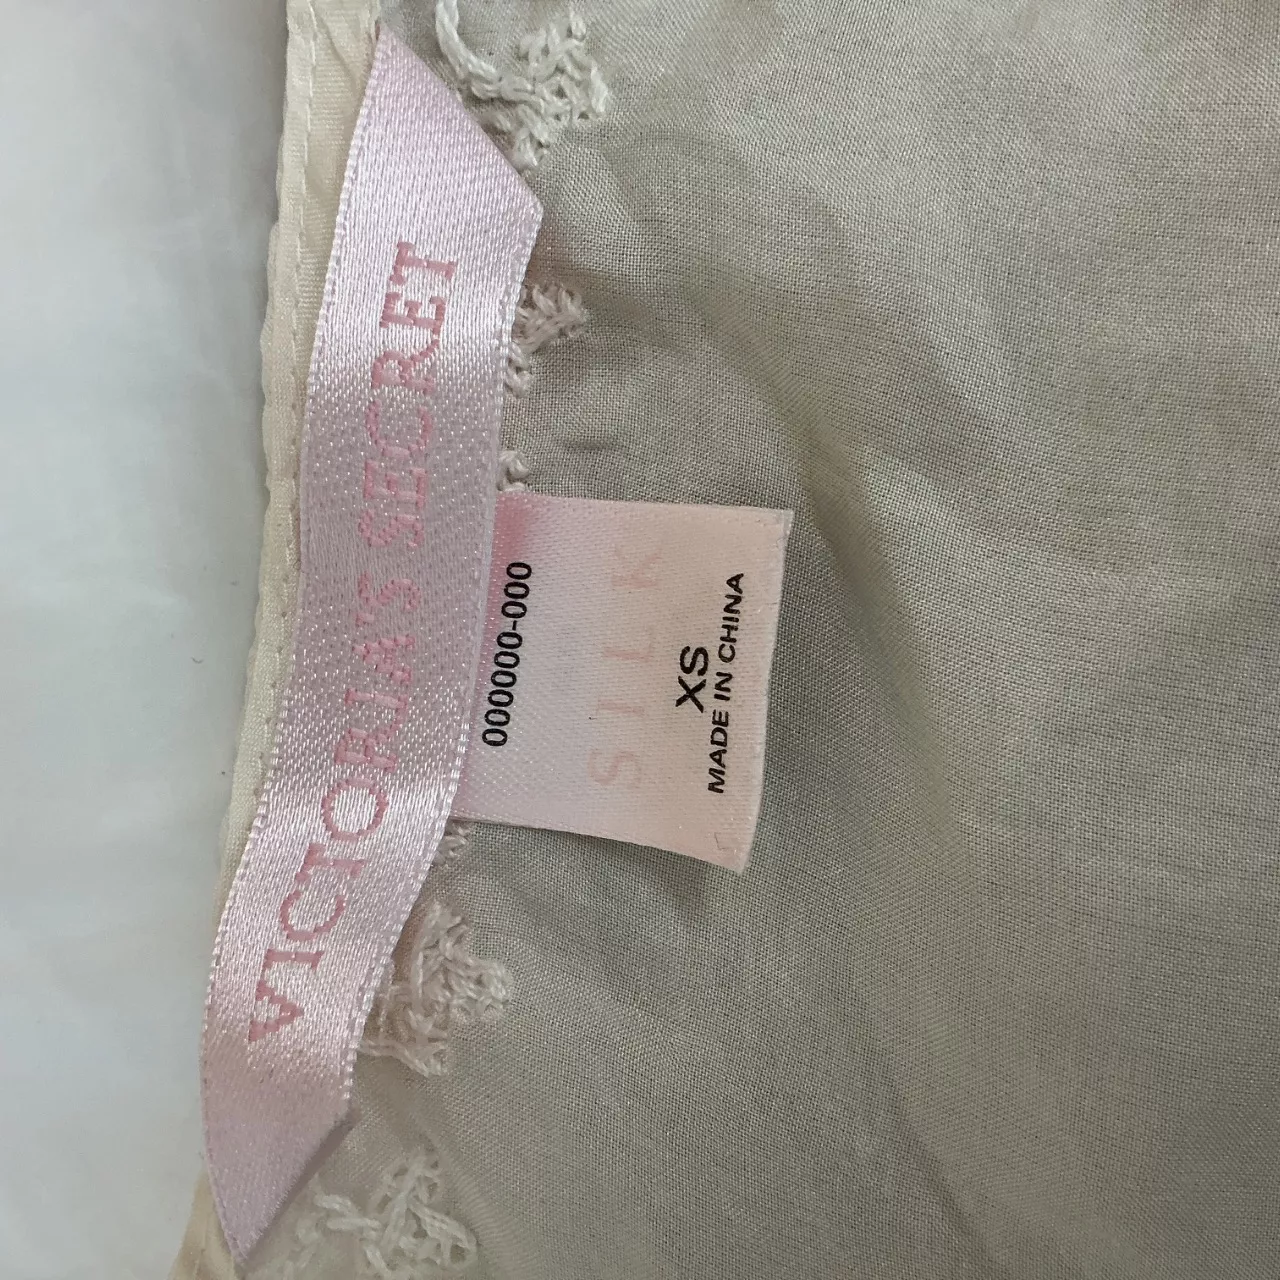 VICTORIA'S SECRET
000000-000
SILK
XS
MADE IN CHINA